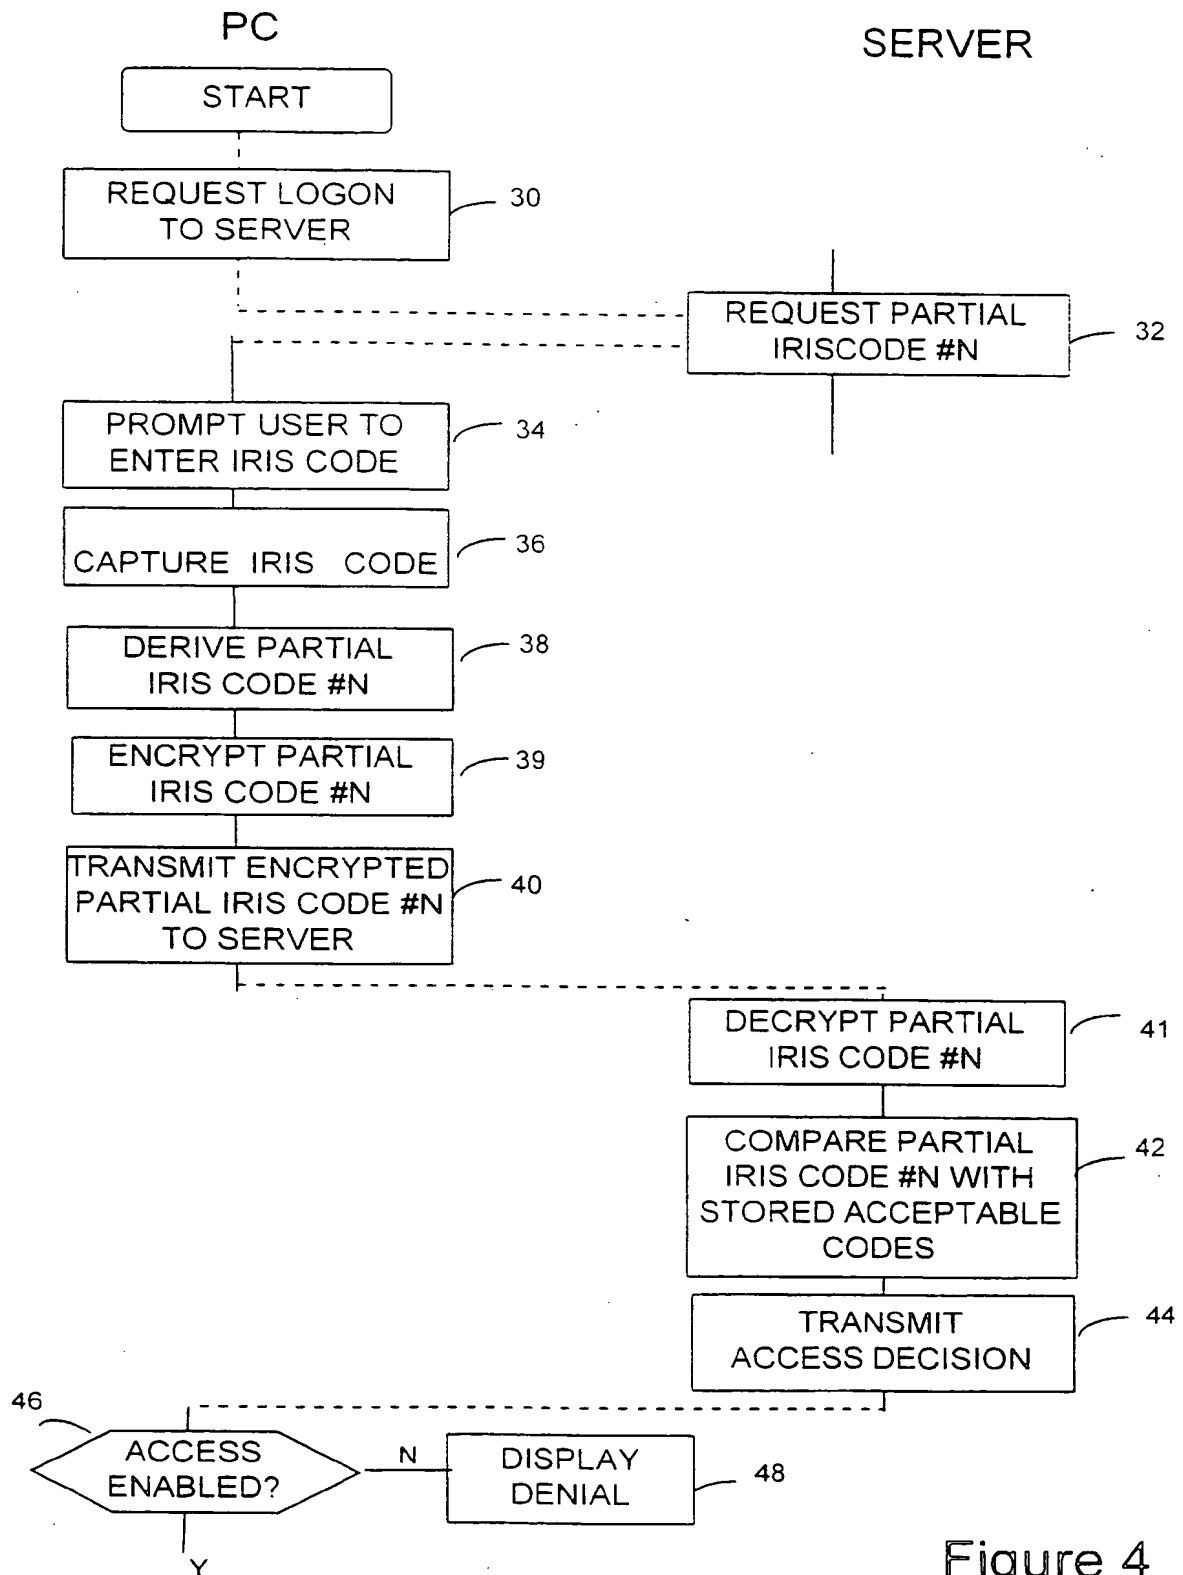 PC
SERVER
START
REQUEST LOGON
TO SERVER
30
REQUEST PARTIAL
IRISCODE #N
32
PROMPT USER TO
ENTER IRIS CODE
34
CAPTURE IRIS CODE
36
DERIVE PARTIAL
IRIS CODE #N
38
ENCRYPT PARTIAL
IRIS CODE #N
39
TRANSMIT ENCRYPTED
PARTIAL IRIS CODE #N
TO SERVER
40
DECRYPT PARTIAL
IRIS CODE #N
41
COMPARE PARTIAL
IRIS CODE #N WITH
STORED ACCEPTABLE
CODES
42
TRANSMIT
ACCESS DECISION
44
46
ACCESS
ENABLED?
N
DISPLAY
DENIAL
48
Y
Figure 4